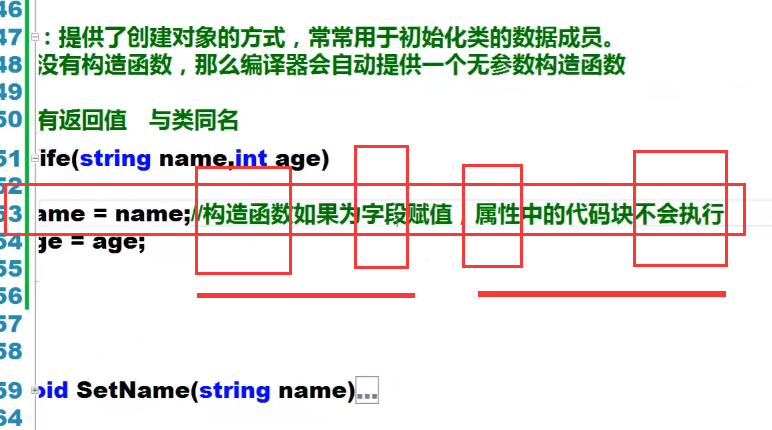 46
47 ：提供了创建对象的方式，常常用于初始化类的数据成员。
48 没有构造函数，那么编译器会自动提供一个无参数构造函数
49
50 有返回值 与类同名
51 ife(string name,int age)
52
53 ame = name;//构造函数如果为字段赋值，属性中的代码块不会执行
54 ge = age;
55
56
57
58
59 oid SetName(string name)...
64